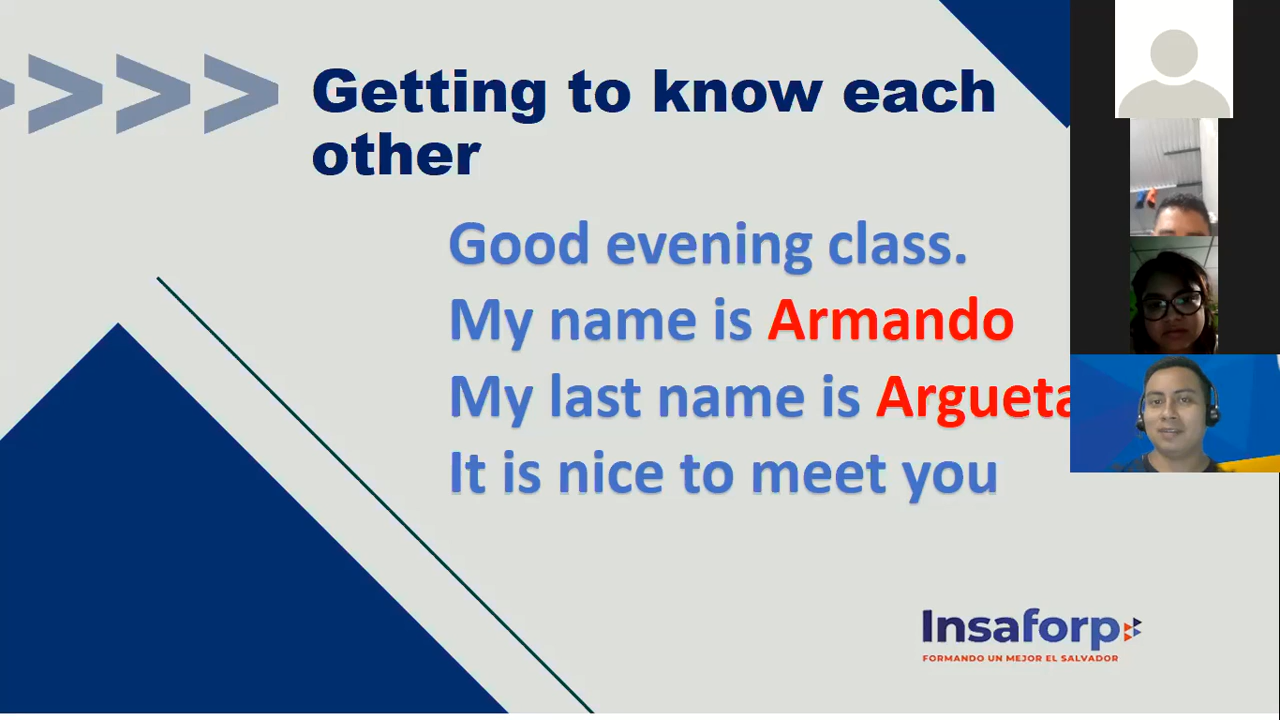 Getting to know each
other
Good evening class.
My name is Armando
My last name is Argueta
It is nice to meet you
Insaforp
FORMANDO UN MEJOR EL SALVADOR